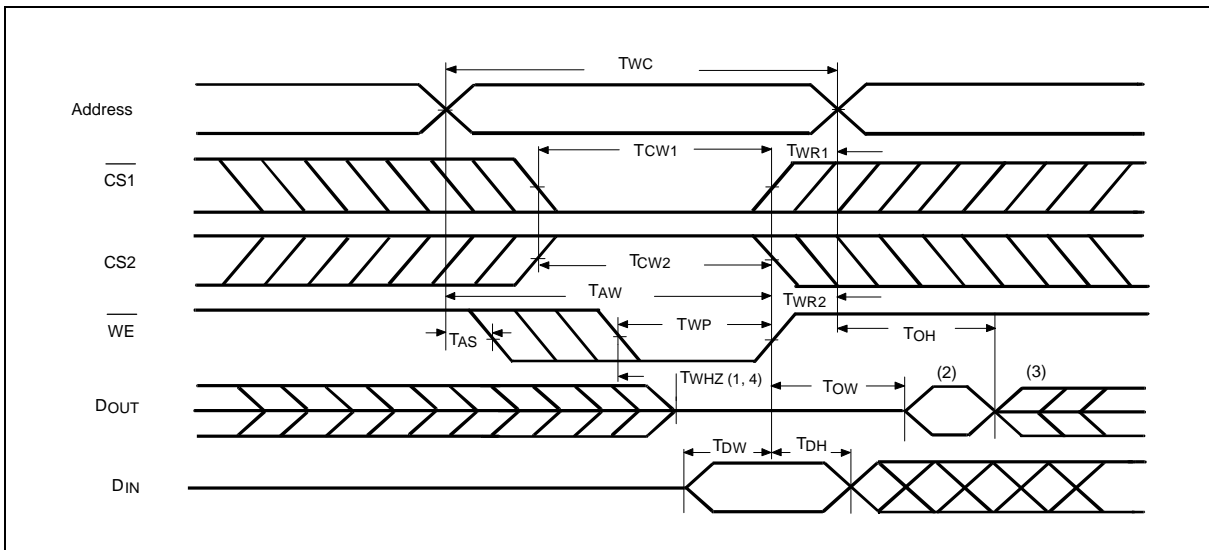 TWC
Address
TCW1
TWR1
CS1
CS2
TCW2
TAW
TWR2
WE
TAS
TWP
TOH
TWHZ (1, 4)
TOW
(2)
(3)
DOUT
TDW
TDH
DIN